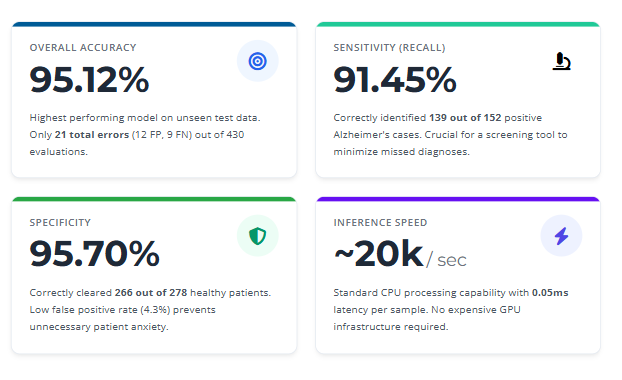 OVERALL ACCURACY
95.12%
Highest performing model on unseen test data.
Only 21 total errors (12 FP, 9 FN) out of 430
evaluations.
SENSITIVITY (RECALL)
91.45%
Correctly identified 139 out of 152 positive
Alzheimer's cases. Crucial for a screening tool to
minimize missed diagnoses.
SPECIFICITY
95.70%
Correctly cleared 266 out of 278 healthy patients.
Low false positive rate (4.3%) prevents
unnecessary patient anxiety.
INFERENCE SPEED
~20k/ sec
Standard CPU processing capability with 0.05ms
latency per sample. No expensive GPU
infrastructure required.